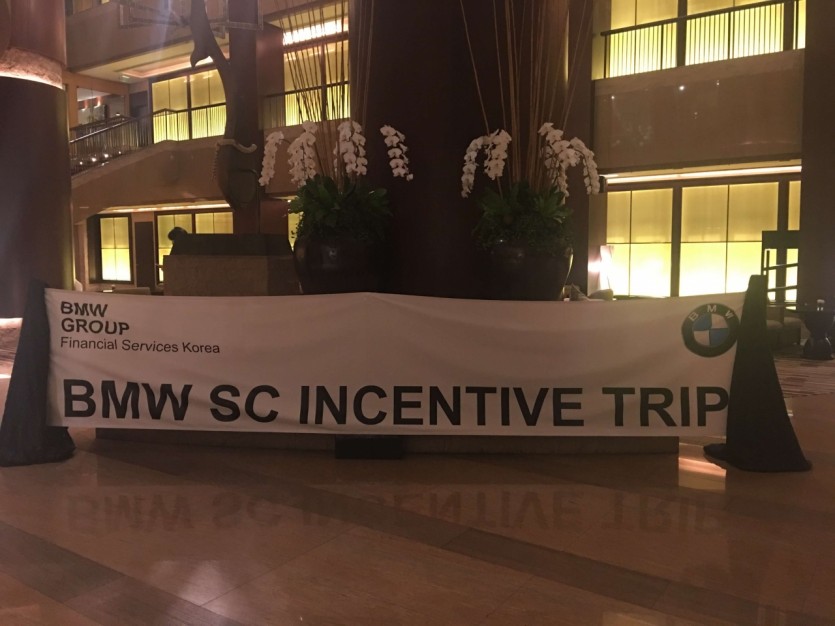 BMW
GROUP
Financial Services Korea
BMW
BMW SC INCENTIVE TRIP